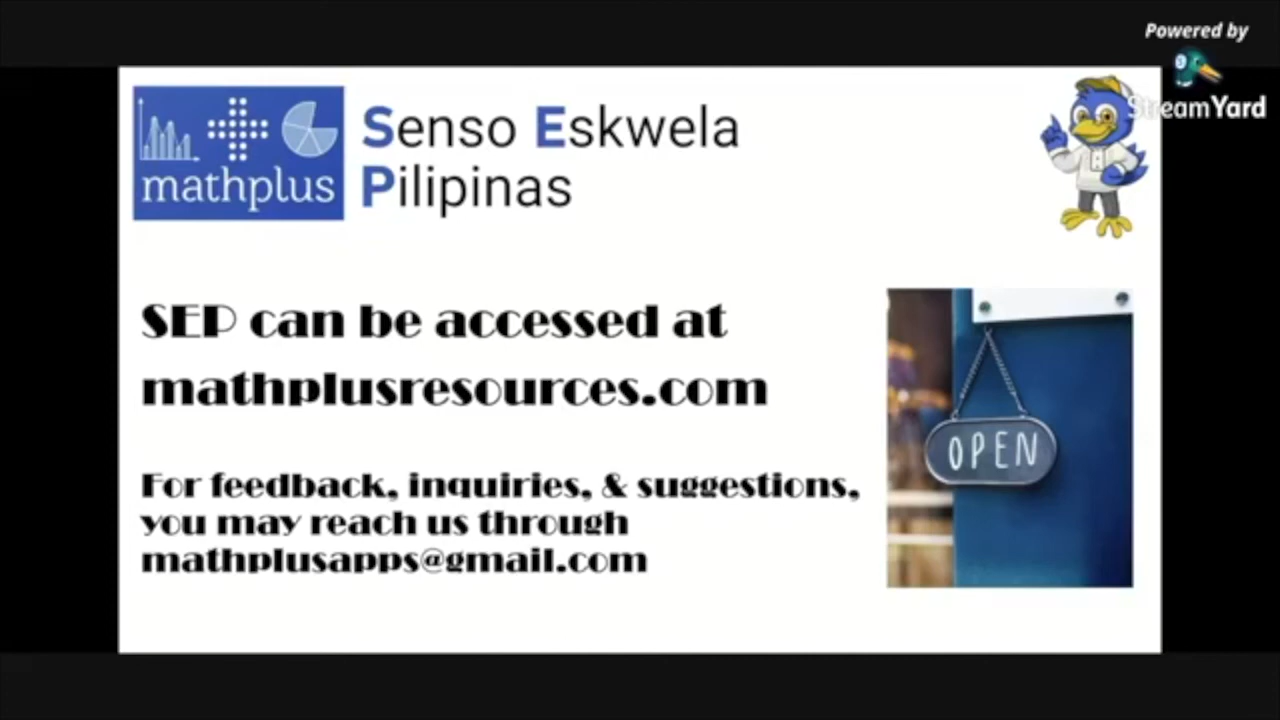 Powered by
StreamYard
mathplus
Senso Eskwela
Pilipinas
SEP can be accessed at
mathplusresources.com
For feedback, inquiries, & suggestions,
you may reach us through
mathplusapps@gmail.com
OPEN